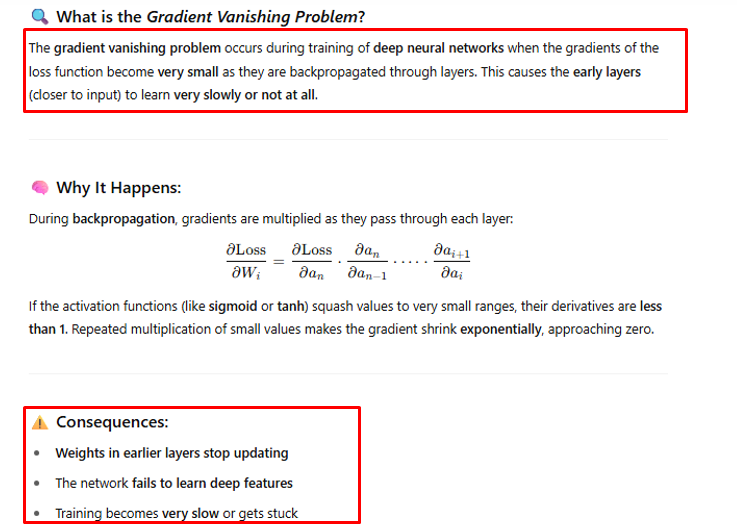 🔍 What is the Gradient Vanishing Problem?
The gradient vanishing problem occurs during training of deep neural networks when the gradients of the
loss function become very small as they are backpropagated through layers. This causes the early layers
(closer to input) to learn very slowly or not at all.
🧠 Why It Happens:
During backpropagation, gradients are multiplied as they pass through each layer:
∂Loss/∂Wᵢ = ∂Loss/∂aₙ · ∂aₙ/∂aₙ₋₁ · ⋯ · ∂aᵢ₊₁/∂aᵢ
If the activation functions (like sigmoid or tanh) squash values to very small ranges, their derivatives are less
than 1. Repeated multiplication of small values makes the gradient shrink exponentially, approaching zero.
⚠️ Consequences:
• Weights in earlier layers stop updating
• The network fails to learn deep features
• Training becomes very slow or gets stuck